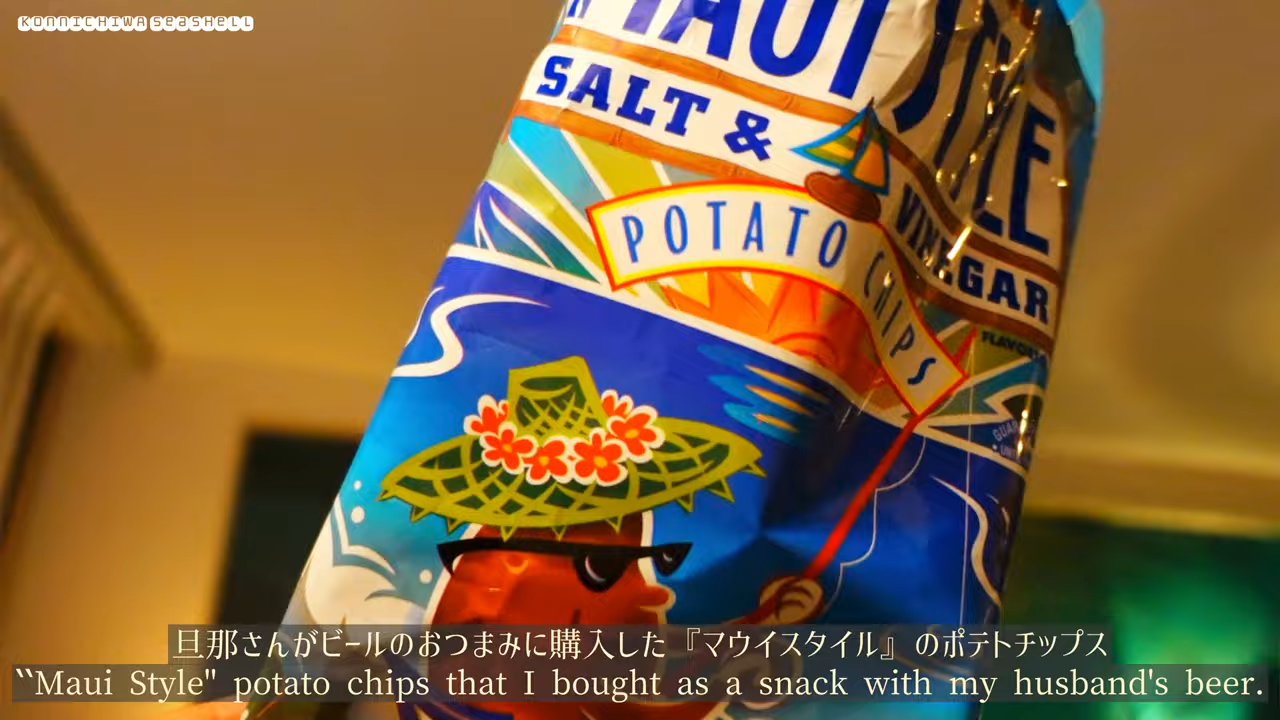 KONNICHIWA SEASHELL
MAUI STYLE
SALT & VINEGAR
FLAVORED
POTATO CHIPS
旦那さんがビールのおつまみに購入した『マウイスタイル』のポテトチップス
“Maui Style" potato chips that I bought as a snack with my husband's beer.